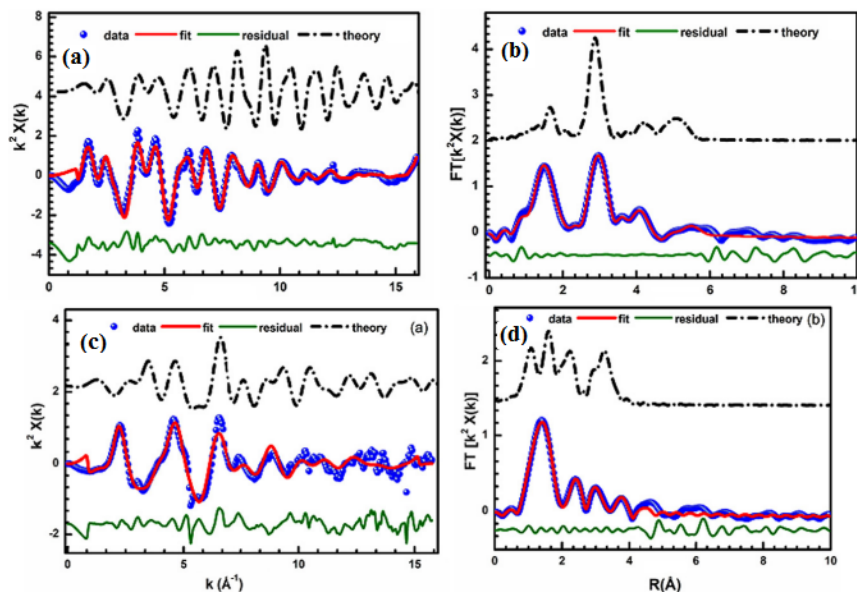 data fit residual theory
(a)
8
6
4
2
0
-2
-4
k² X(k)
0 5 10 15
data fit residual theory
(b)
4
3
2
1
0
-1
FT[k²X(k)]
0 2 4 6 8 10
data fit residual theory (a)
(c)
4
2
0
-2
k² X(k)
0 5 10 15
k (Å⁻¹)
data fit residual theory (b)
(d)
2
1
0
FT [k² X(k)]
0 2 4 6 8 10
R(Å)